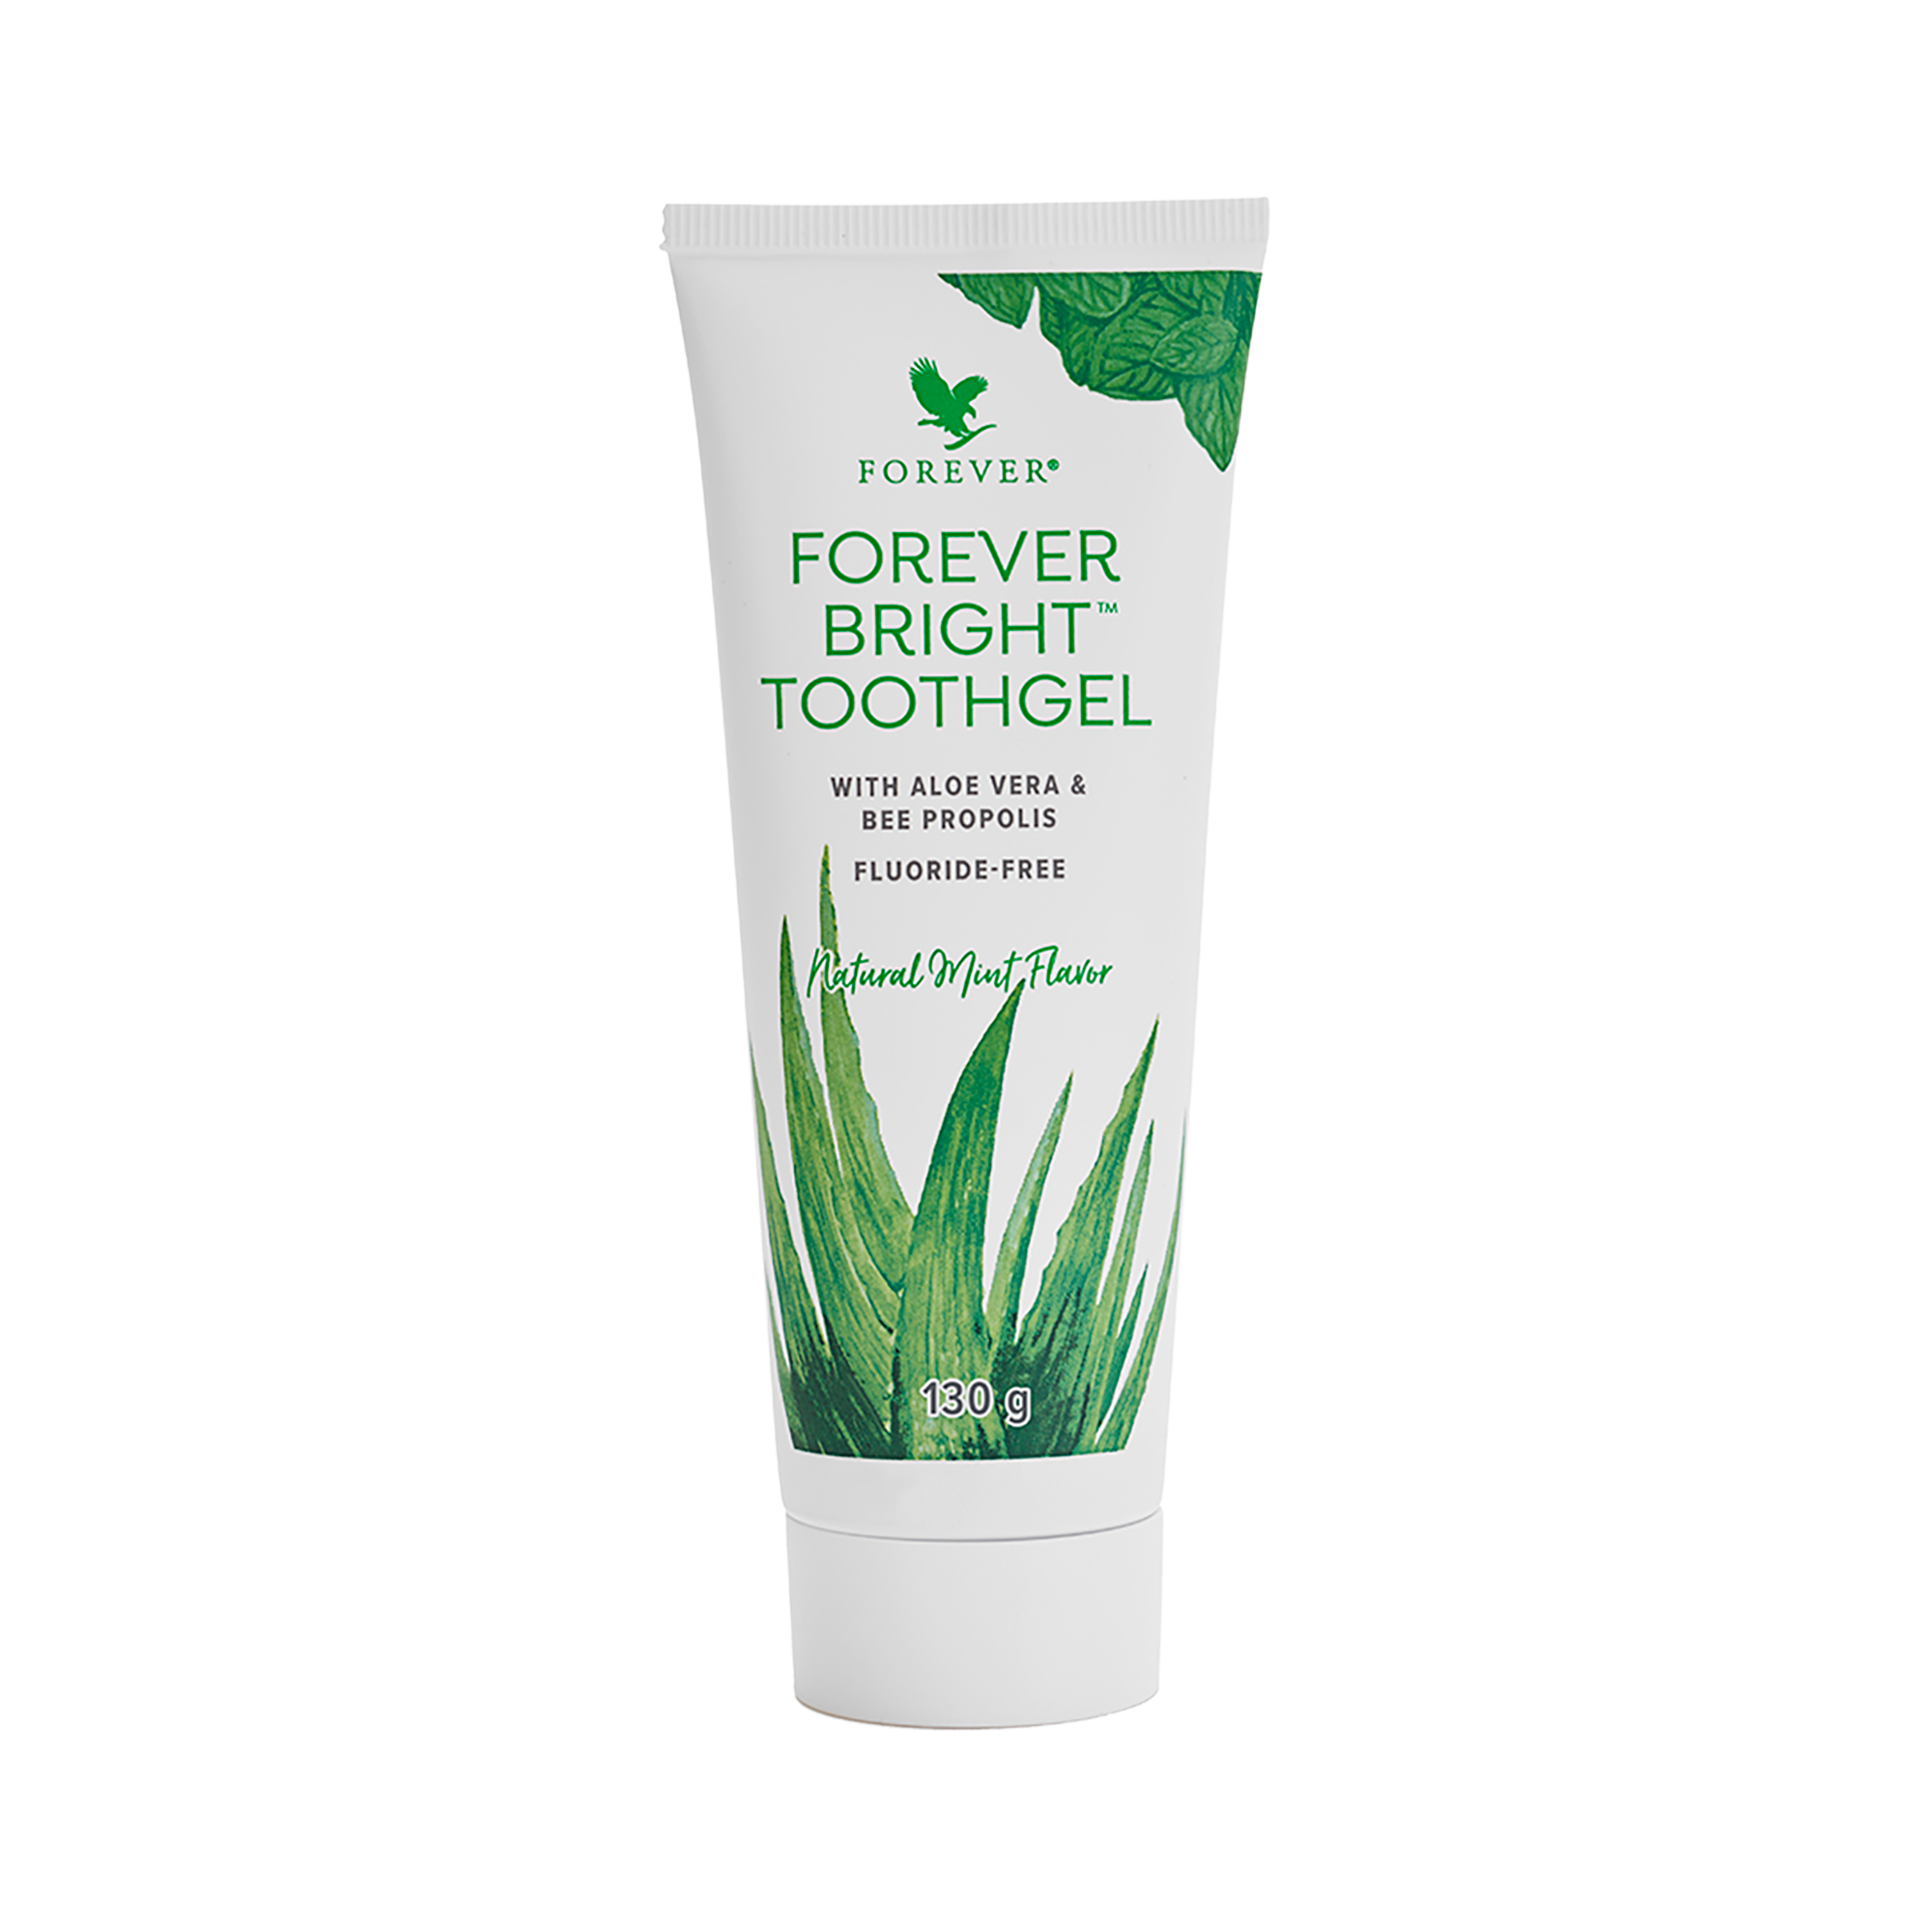 FOREVER®
FOREVER
BRIGHT™
TOOTHGEL
WITH ALOE VERA &
BEE PROPOLIS
FLUORIDE-FREE
Natural Mint Flavor
130 g